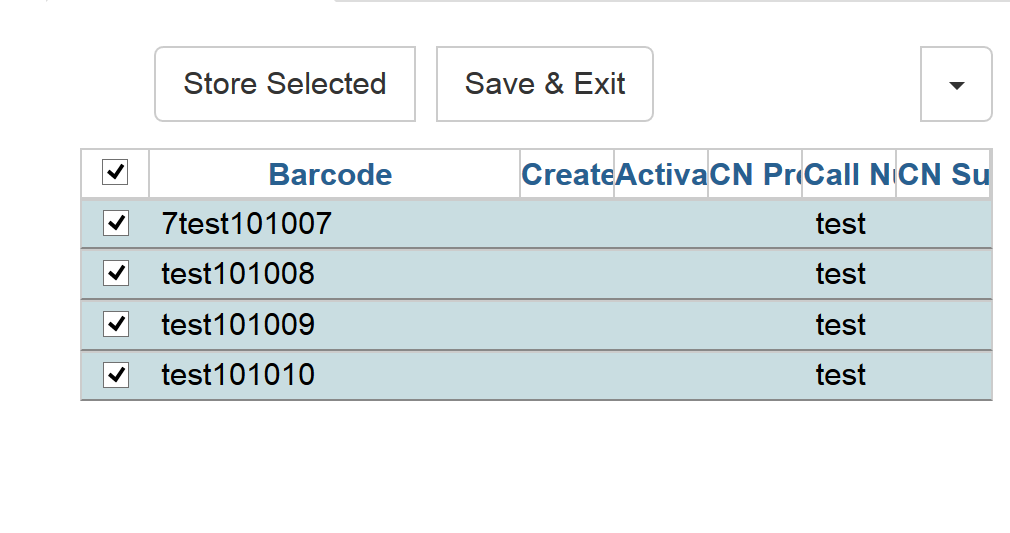 Store Selected Save & Exit
Barcode Create Activa CN Pr Call N CN Su
7test101007 test
test101008 test
test101009 test
test101010 test